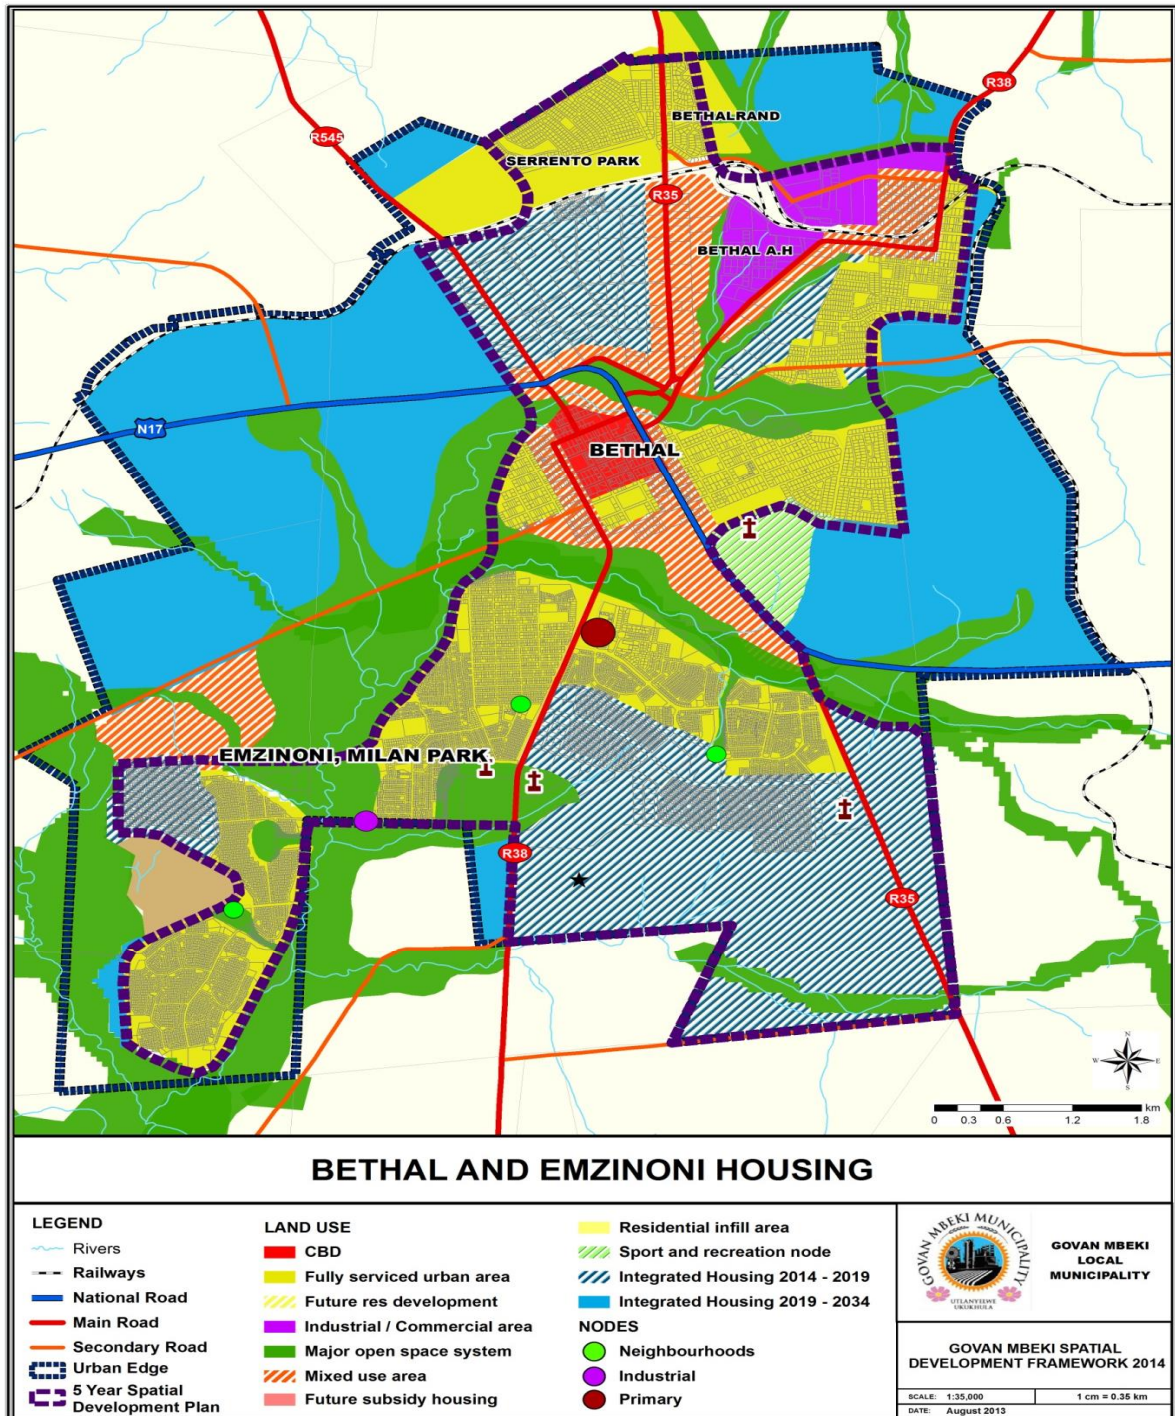 R38
R545
BETHALRAND
SERRENTO PARK
R35
BETHAL A.H
N17
BETHAL
EMZINONI, MILAN PARK
R38
R35
N
W E
S
km
0 0.3 0.6 1.2 1.8
BETHAL AND EMZINONI HOUSING
LEGEND
Rivers
Railways
National Road
Main Road
Secondary Road
Urban Edge
5 Year Spatial
Development Plan
LAND USE
CBD
Fully serviced urban area
Future res development
Industrial / Commercial area
Major open space system
Mixed use area
Future subsidy housing
Residential infill area
Sport and recreation node
Integrated Housing 2014 - 2019
Integrated Housing 2019 - 2034
NODES
Neighbourhoods
Industrial
Primary
GOVAN MBEKI MUNICIPALITY
UTLANYELWE
UKUKHULA
GOVAN MBEKI
LOCAL
MUNICIPALITY
GOVAN MBEKI SPATIAL
DEVELOPMENT FRAMEWORK 2014
SCALE: 1:35,000
1 cm = 0.35 km
DATE: August 2013